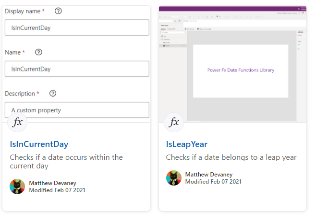 Display name * ?
IsInCurrentDay
Name * ?
IsInCurrentDay
Description * ?
A custom property
fx
IsInCurrentDay
Checks if a date occurs within the
current day
Matthew Devaney
Modified Feb 07 2021
Power Fx Date Functions Library
fx
IsLeapYear
Checks if a date belongs to a leap year
Matthew Devaney
Modified Feb 07 2021